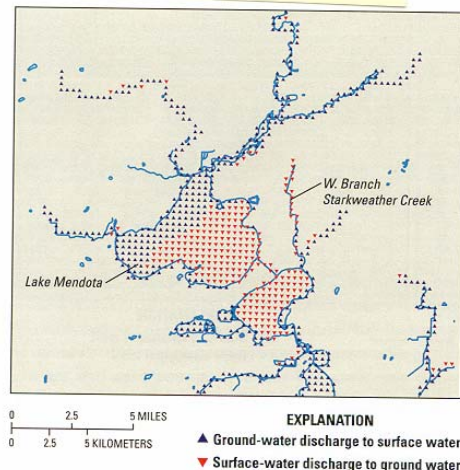 W. Branch
Starkweather Creek
Lake Mendota
0 2.5 5 MILES
0 2.5 5 KILOMETERS
EXPLANATION
▲ Ground-water discharge to surface water
▼ Surface-water discharge to ground water